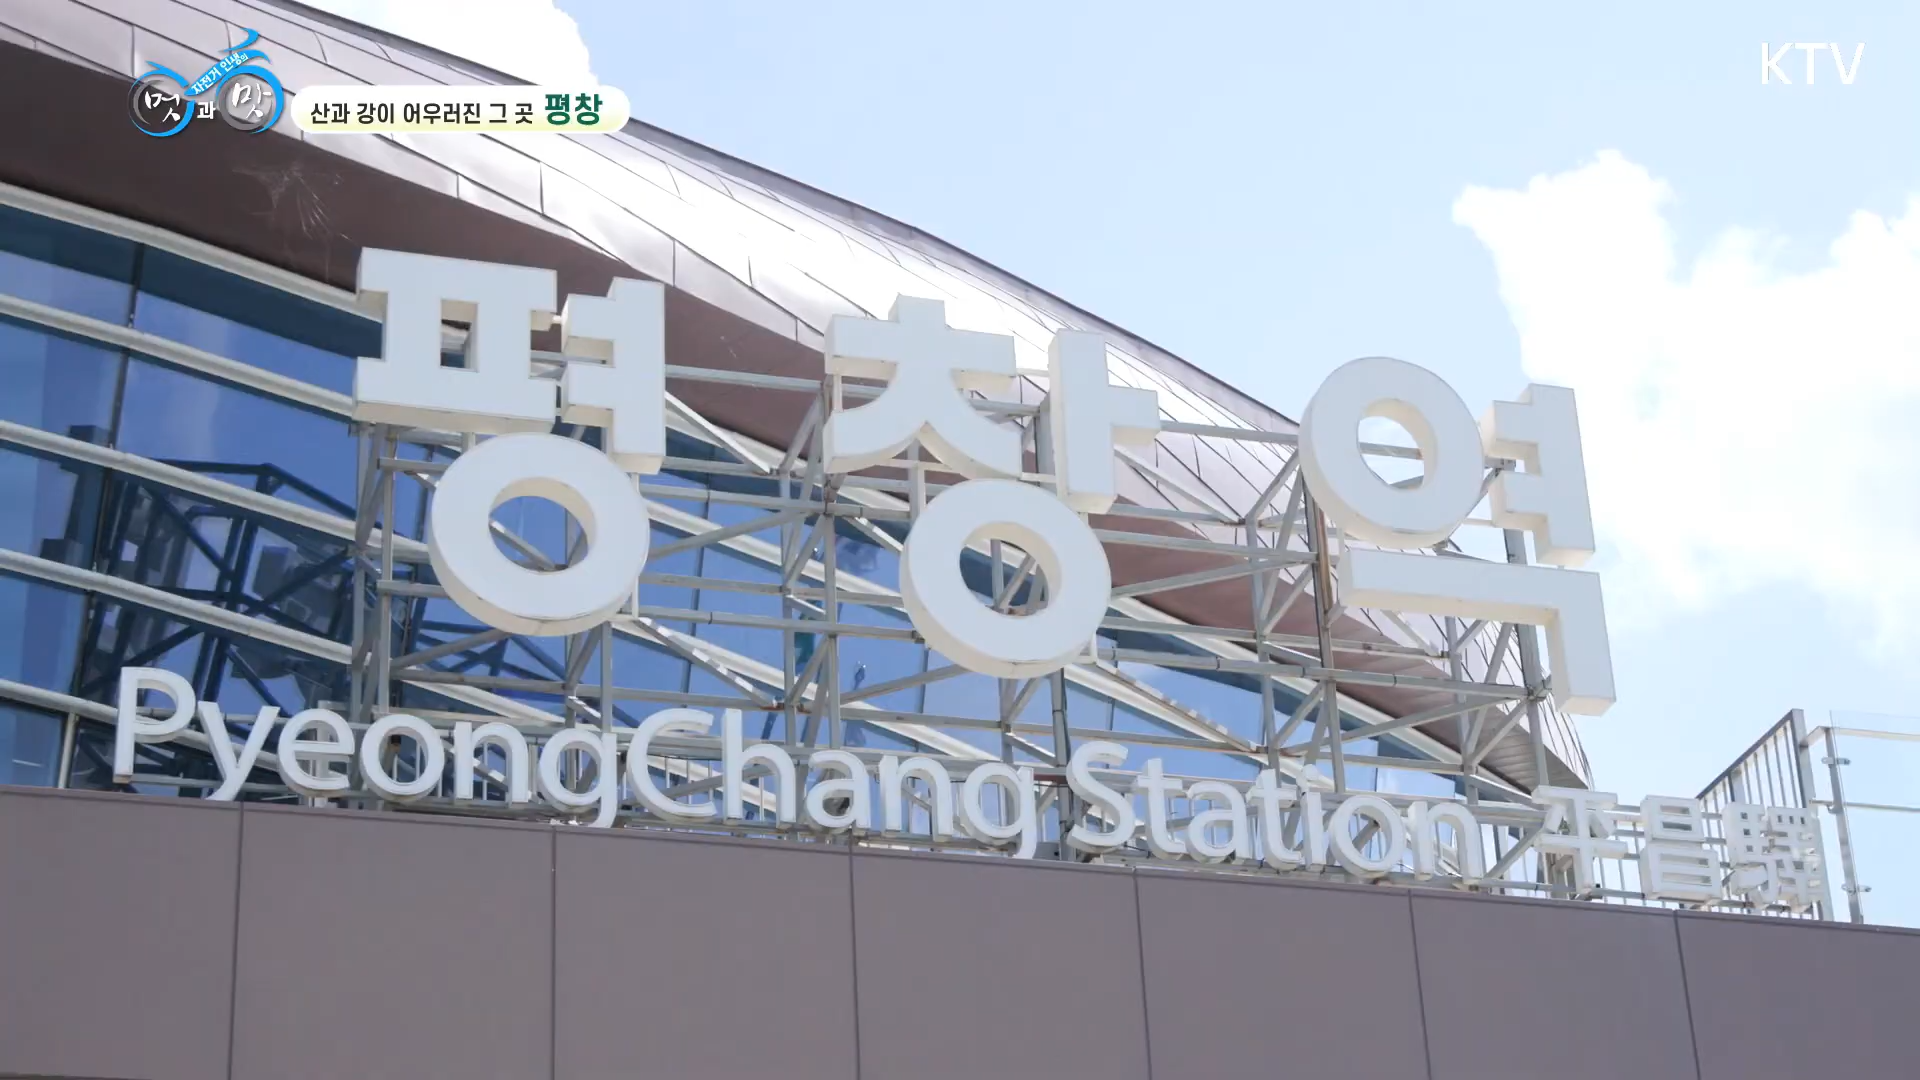 자전거 인생의
멋과 맛
산과 강이 어우러진 그 곳 평창
KTV
평창역
PyeongChang Station 平昌驛